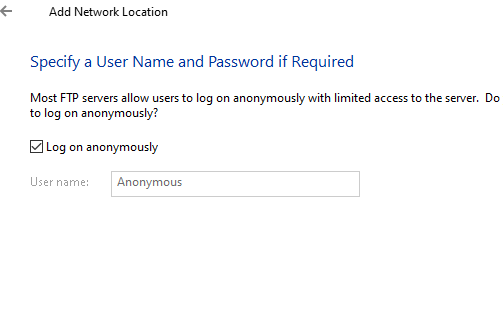 Add Network Location
Specify a User Name and Password if Required
Most FTP servers allow users to log on anonymously with limited access to the server.  Do
to log on anonymously?
Log on anonymously
User name: Anonymous